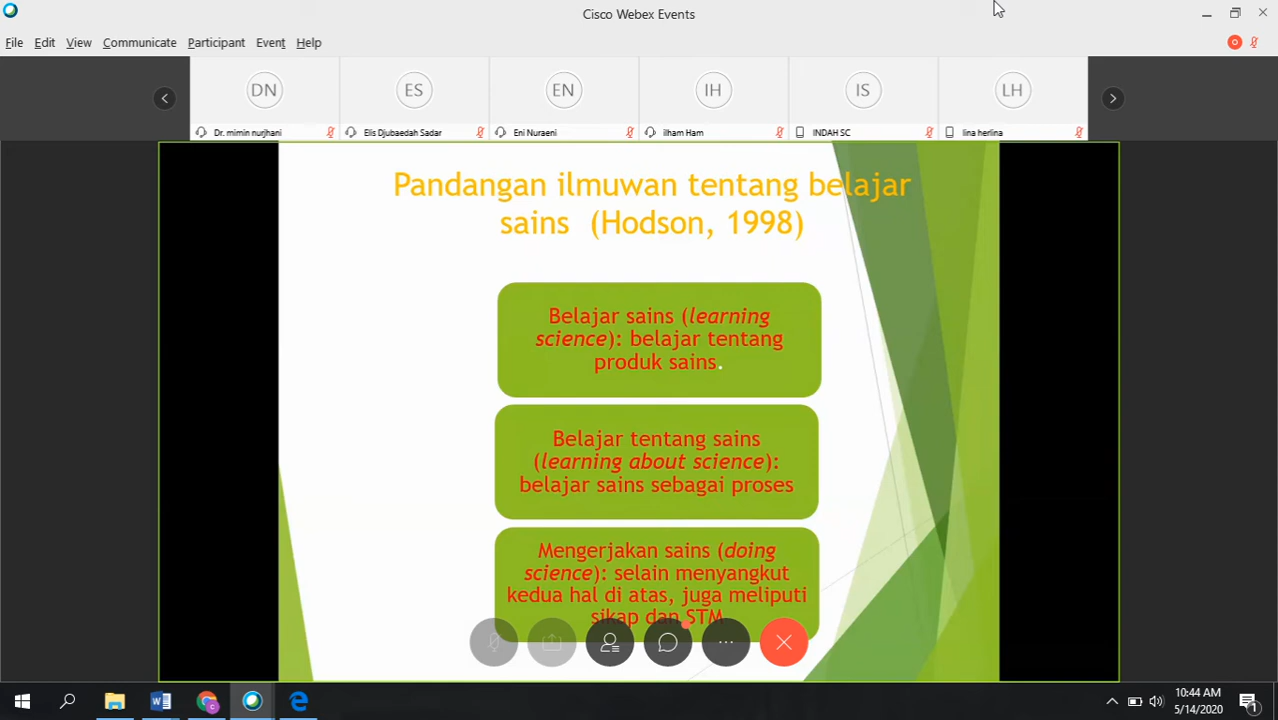 Cisco Webex Events
File Edit View Communicate Participant Event Help
DN ES EN IH IS LH
Dr. mimin nurjhani Elis Djubaedah Sadar Eni Nuraeni ilham Ham INDAH SC lina herlina
Pandangan ilmuwan tentang belajar
sains (Hodson, 1998)
Belajar sains (learning
science): belajar tentang
produk sains.
Belajar tentang sains
(learning about science):
belajar sains sebagai proses
Mengerjakan sains (doing
science): selain menyangkut
kedua hal di atas, juga meliputi
sikap dan STM
10:44 AM
5/14/2020
1